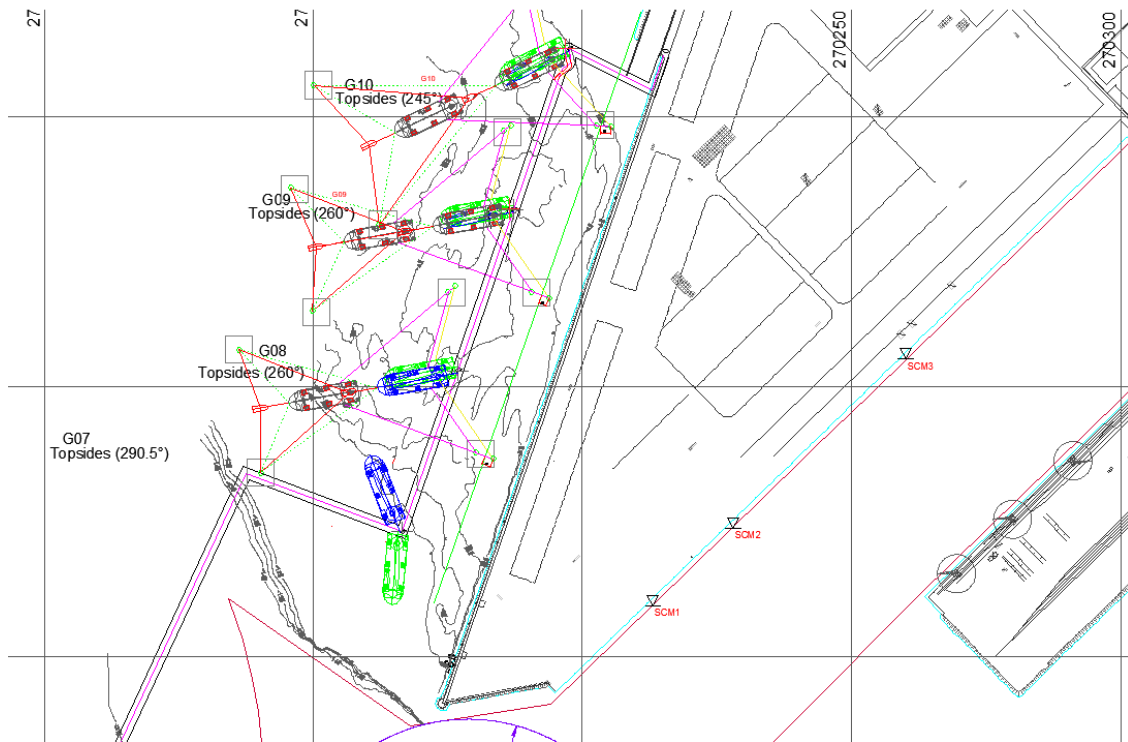 27
27
270250
270300
G10
G10
Topsides (245°)
G09
G09
Topsides (260°)
G08
Topsides (260°)
G07
Topsides (290.5°)
SCM3
SCM2
SCM1